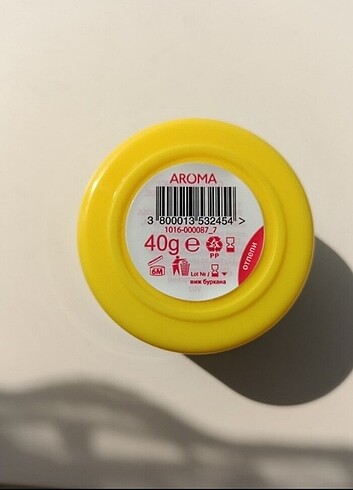 AROMA
3 800013 532454 >
1016-000087_7
40g e
PP
6M
Lot № /
виж буркана
отлепи